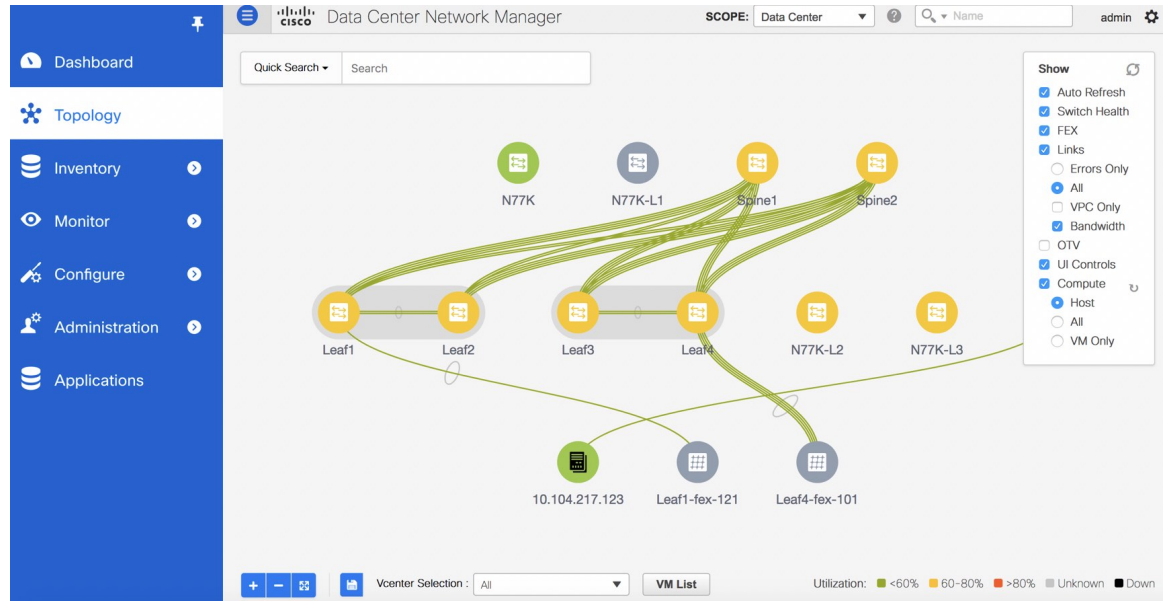 cisco Data Center Network Manager
SCOPE: Data Center
Name
admin
Dashboard
Topology
Inventory
Monitor
Configure
Administration
Applications
Quick Search
Search
Show
Auto Refresh
Switch Health
FEX
Links
Errors Only
All
VPC Only
Bandwidth
OTV
UI Controls
Compute
Host
All
VM Only
N77K
N77K-L1
Spine1
Spine2
Leaf1
Leaf2
Leaf3
Leaf4
N77K-L2
N77K-L3
10.104.217.123
Leaf1-fex-121
Leaf4-fex-101
Vcenter Selection : All
VM List
Utilization: <60% 60-80% >80% Unknown Down